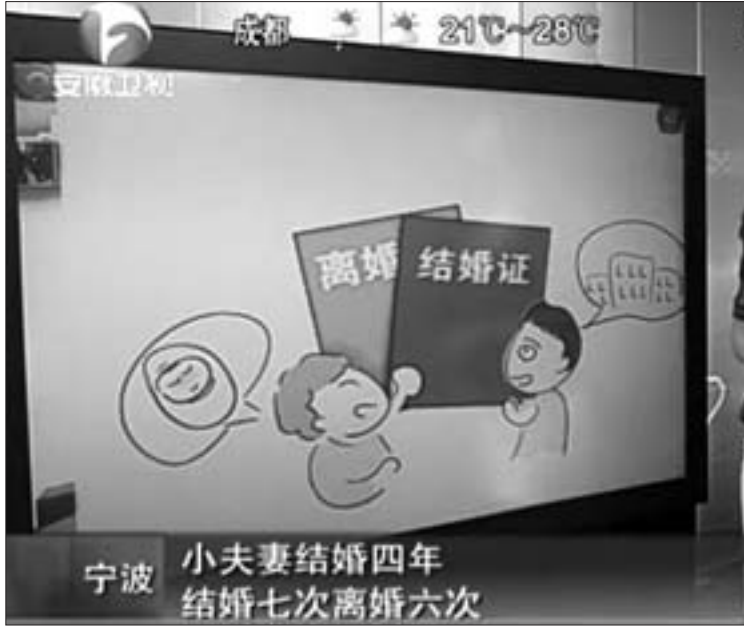 成都 21℃~28℃
安徽卫视
离婚
结婚证
宁波
小夫妻结婚四年
结婚七次离婚六次